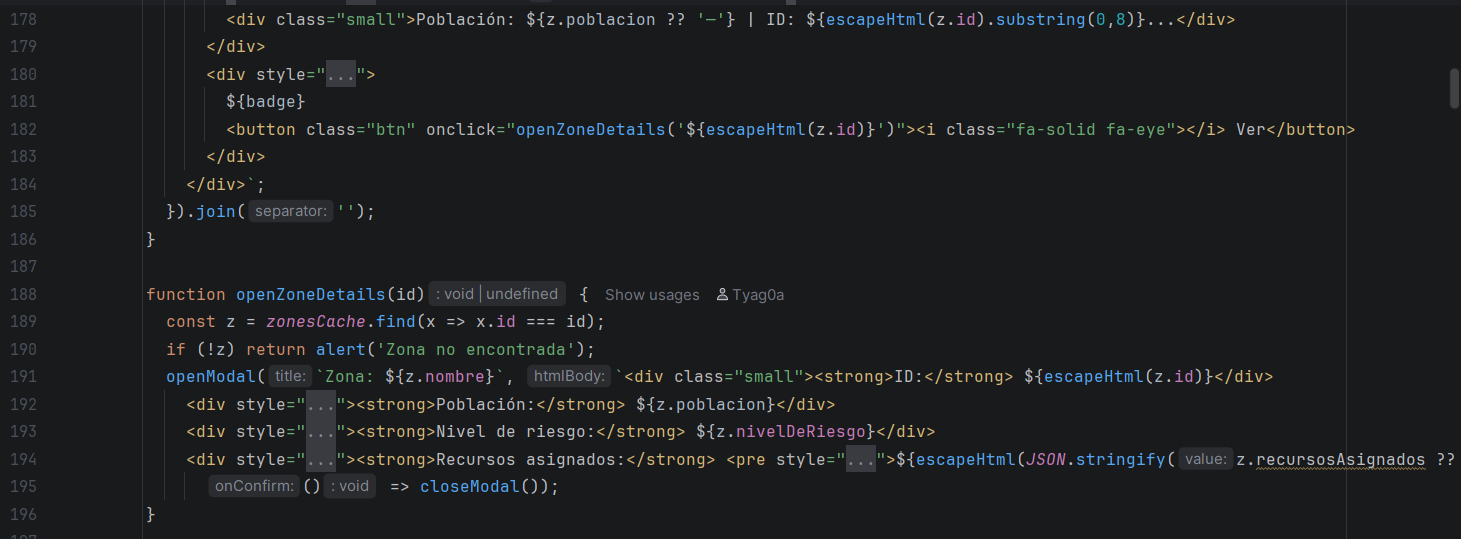 178 <div class="small">Población: ${z.poblacion ?? '—'} | ID: ${escapeHtml(z.id).substring(0,8)}...</div>
179 </div>
180 <div style="...">
181 ${badge}
182 <button class="btn" onclick="openZoneDetails('${escapeHtml(z.id)}')"><i class="fa-solid fa-eye"></i> Ver</button>
183 </div>
184 </div>`;
185 }).join( separator: '');
186 }
187
188 function openZoneDetails(id) : void | undefined { Show usages Tyag0a
189 const z = zonesCache.find(x => x.id === id);
190 if (!z) return alert('Zona no encontrada');
191 openModal( title: `Zona: ${z.nombre}`, htmlBody: `<div class="small"><strong>ID:</strong> ${escapeHtml(z.id)}</div>
192 <div style="..."><strong>Población:</strong> ${z.poblacion}</div>
193 <div style="..."><strong>Nivel de riesgo:</strong> ${z.nivelDeRiesgo}</div>
194 <div style="..."><strong>Recursos asignados:</strong> <pre style="...">${escapeHtml(JSON.stringify( value: z.recursosAsignados ??
195 onConfirm: () : void => closeModal());
196 }